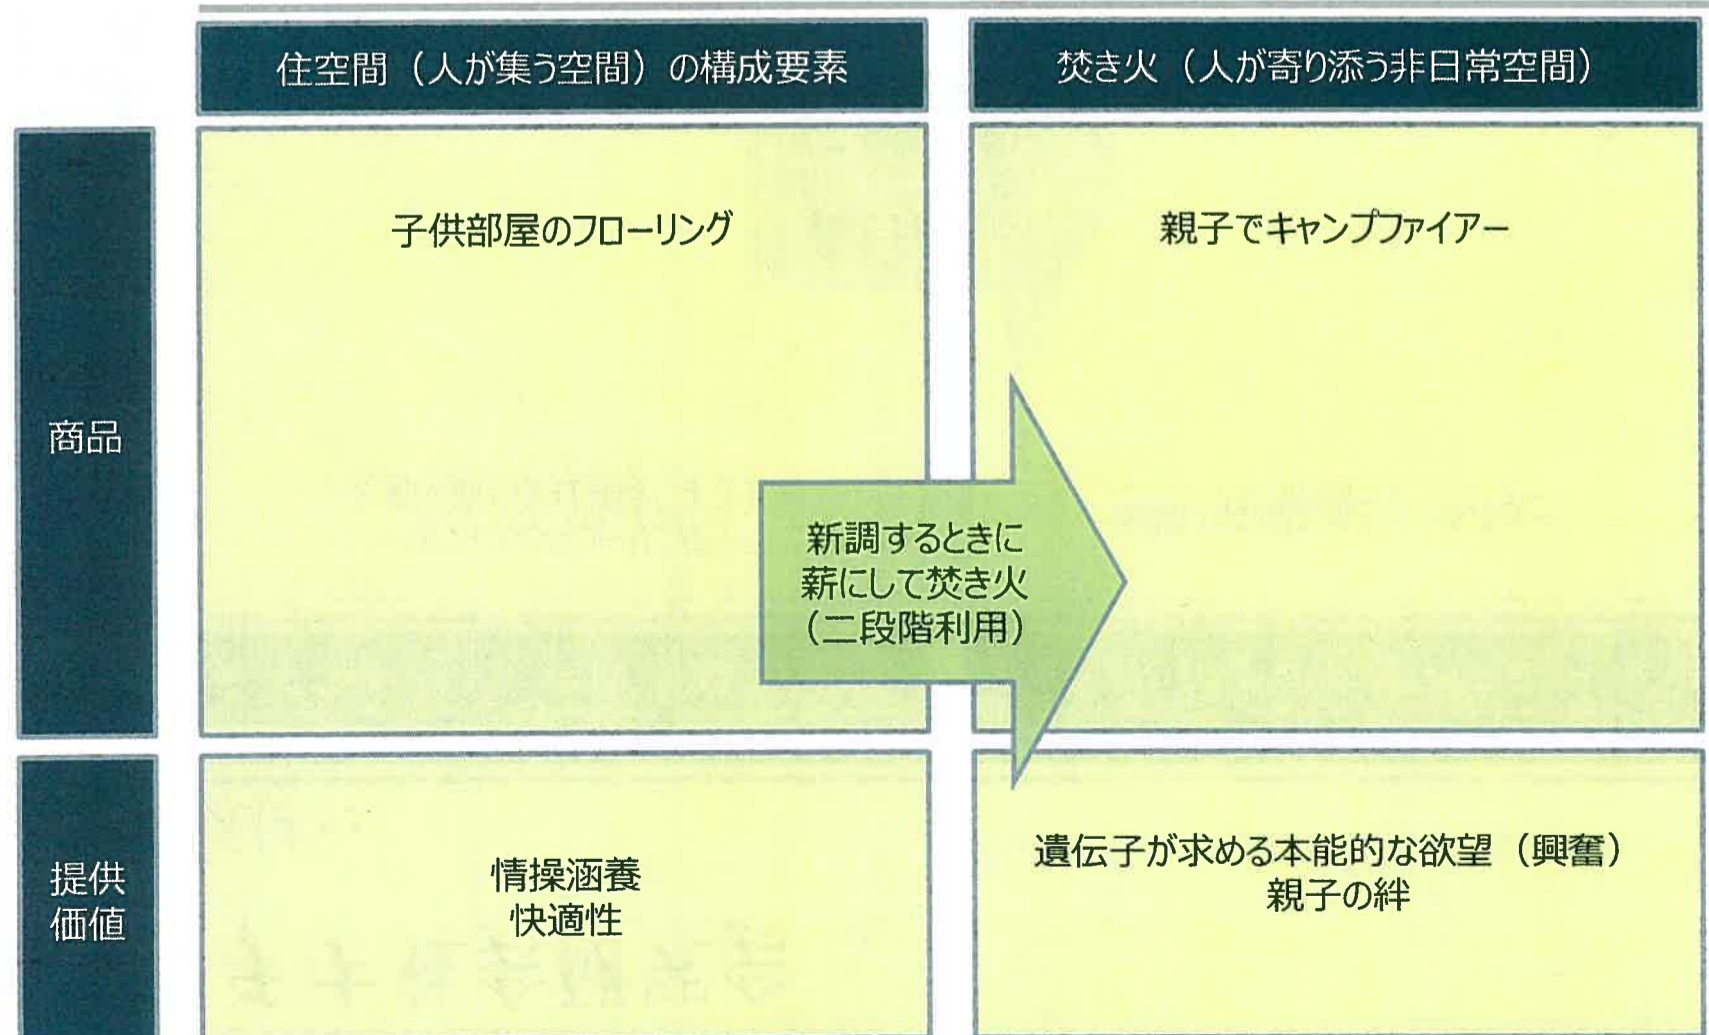 住空間（人が集う空間）の構成要素
焚き火（人が寄り添う非日常空間）
商品
子供部屋のフローリング
親子でキャンプファイアー
新調するときに
薪にして焚き火
（二段階利用）
提供
価値
情操涵養
快適性
遺伝子が求める本能的な欲望（興奮）
親子の絆